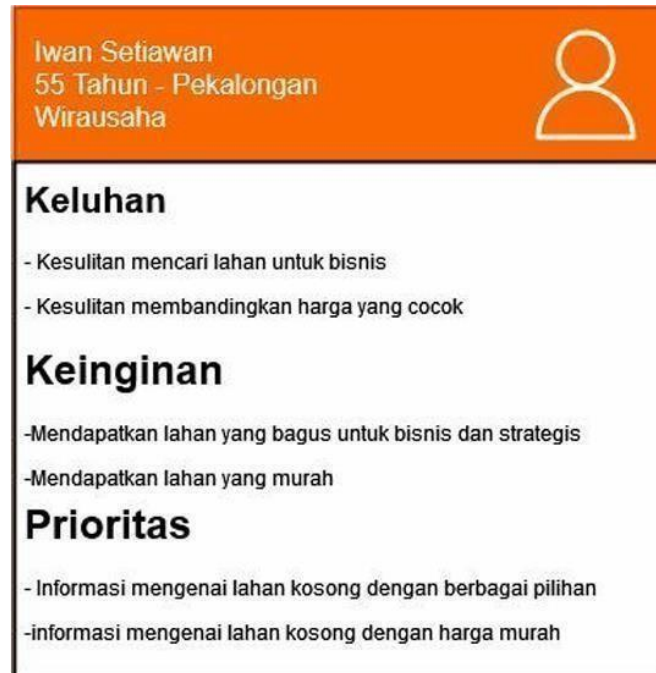 Iwan Setiawan
55 Tahun - Pekalongan
Wirausaha
Keluhan
- Kesulitan mencari lahan untuk bisnis
- Kesulitan membandingkan harga yang cocok
Keinginan
-Mendapatkan lahan yang bagus untuk bisnis dan strategis
-Mendapatkan lahan yang murah
Prioritas
- Informasi mengenai lahan kosong dengan berbagai pilihan
-informasi mengenai lahan kosong dengan harga murah